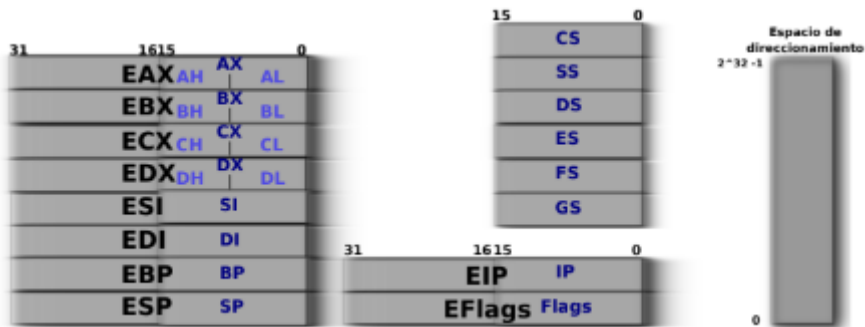 31 1615 0
EAX AH AX AL
EBX BH BX BL
ECX CH CX CL
EDX DH DX DL
ESI SI
EDI DI
EBP BP
ESP SP
15 0
CS
SS
DS
ES
FS
GS
31 1615 0
EIP IP
EFlags Flags
Espacio de
direccionamiento
2^32 -1
0